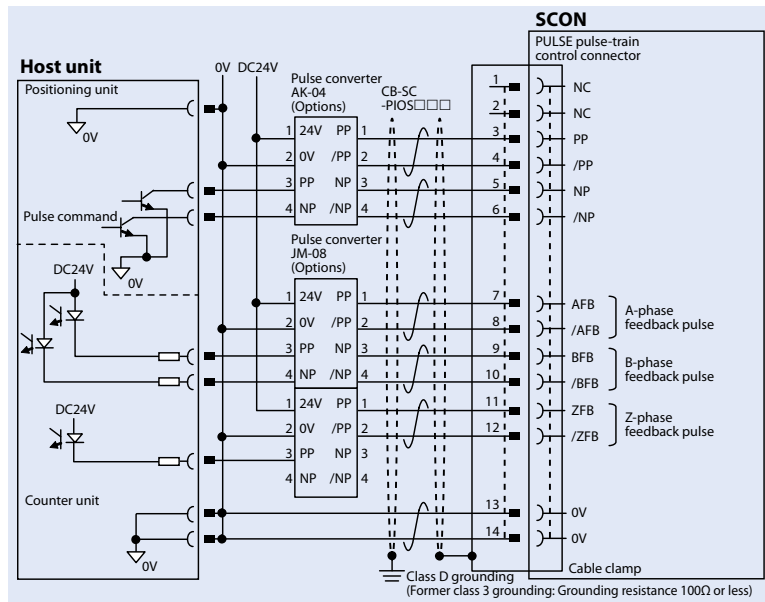 SCON
PULSE pulse-train
control connector
Host unit
Positioning unit
0V
0V DC24V
Pulse converter
AK-04
(Options)
CB-SC
-PIOS□□□
1 24V PP 1
2 0V /PP 2
3 PP NP 3
4 NP /NP 4
Pulse command
0V
DC24V
Pulse converter
JM-08
(Options)
1 24V PP 1
2 0V /PP 2
3 PP NP 3
4 NP /NP 4
1 24V PP 1
2 0V /PP 2
3 PP NP 3
4 NP /NP 4
DC24V
Counter unit
0V
1 NC
2 NC
3 PP
4 /PP
5 NP
6 /NP
7 AFB
8 /AFB
A-phase
feedback pulse
9 BFB
10 /BFB
B-phase
feedback pulse
11 ZFB
12 /ZFB
Z-phase
feedback pulse
13 0V
14 0V
Cable clamp
Class D grounding
(Former class 3 grounding: Grounding resistance 100Ω or less)